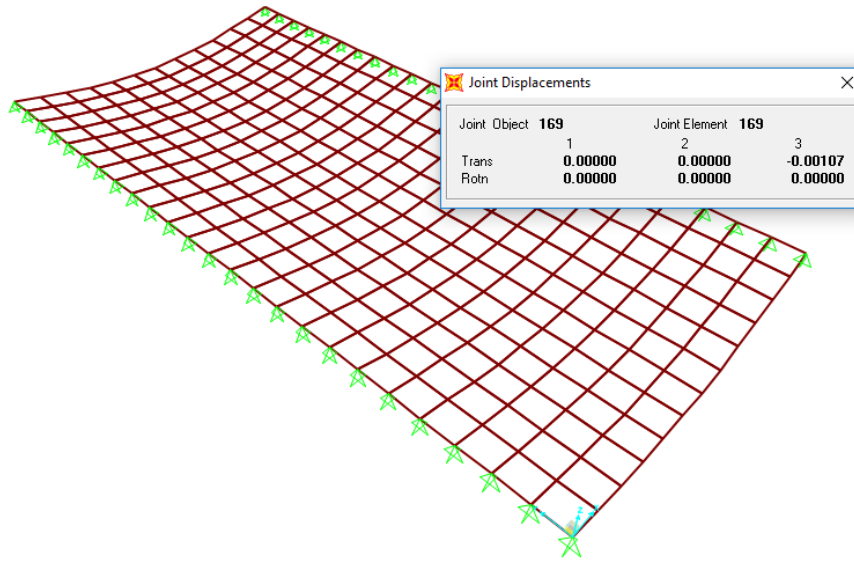 Joint Displacements
Joint Object 169 Joint Element 169
1 2 3
Trans 0.00000 0.00000 -0.00107
Rotn 0.00000 0.00000 0.00000